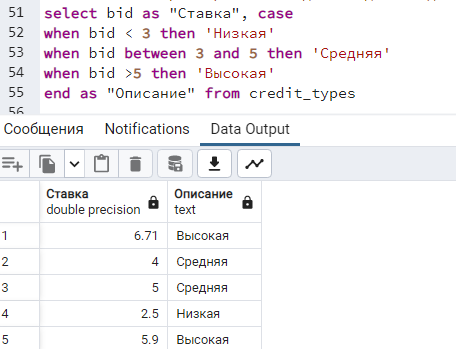 51 select bid as "Ставка", case
52 when bid < 3 then 'Низкая'
53 when bid between 3 and 5 then 'Средняя'
54 when bid >5 then 'Высокая'
55 end as "Описание" from credit_types
56
Сообщения Notifications Data Output
Ставка Описание
double precision text
1 6.71 Высокая
2 4 Средняя
3 5 Средняя
4 2.5 Низкая
5 5.9 Высокая